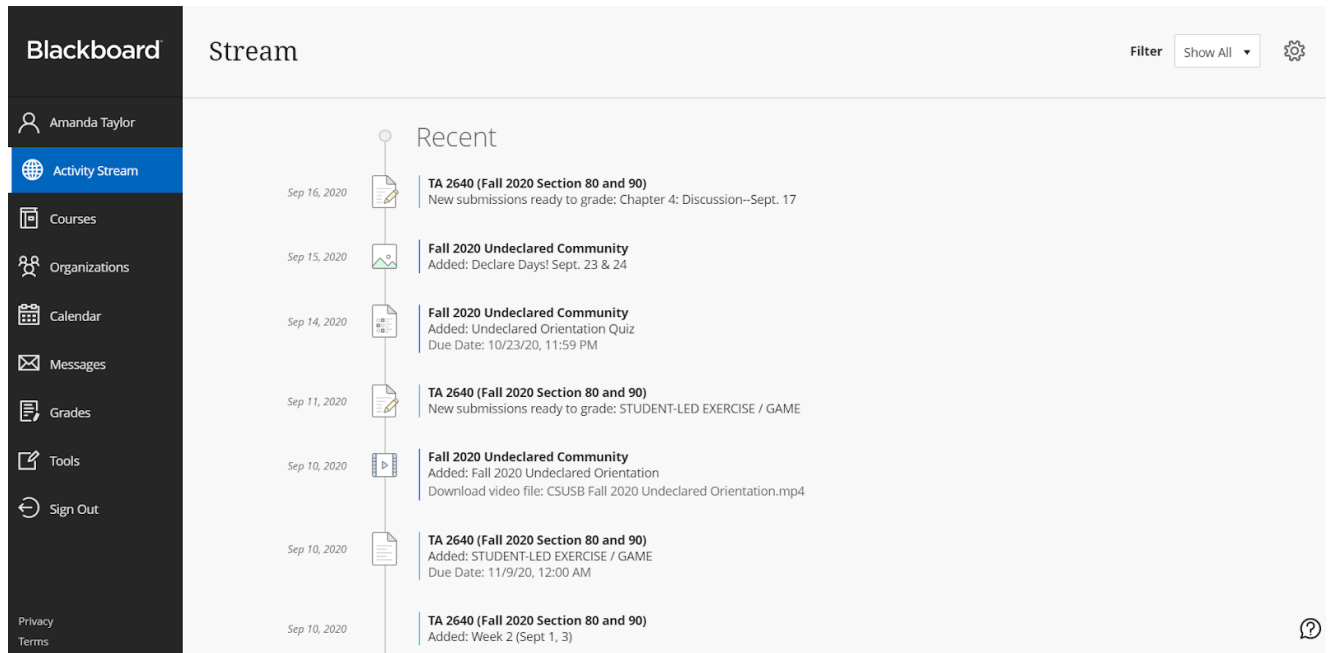 Blackboard
Stream
Filter
Show All
Amanda Taylor
Activity Stream
Courses
Organizations
Calendar
Messages
Grades
Tools
Sign Out
Privacy
Terms
Recent
Sep 16, 2020
TA 2640 (Fall 2020 Section 80 and 90)
New submissions ready to grade: Chapter 4: Discussion--Sept. 17
Sep 15, 2020
Fall 2020 Undeclared Community
Added: Declare Days! Sept. 23 & 24
Sep 14, 2020
Fall 2020 Undeclared Community
Added: Undeclared Orientation Quiz
Due Date: 10/23/20, 11:59 PM
Sep 11, 2020
TA 2640 (Fall 2020 Section 80 and 90)
New submissions ready to grade: STUDENT-LED EXERCISE / GAME
Sep 10, 2020
Fall 2020 Undeclared Community
Added: Fall 2020 Undeclared Orientation
Download video file: CSUSB Fall 2020 Undeclared Orientation.mp4
Sep 10, 2020
TA 2640 (Fall 2020 Section 80 and 90)
Added: STUDENT-LED EXERCISE / GAME
Due Date: 11/9/20, 12:00 AM
Sep 10, 2020
TA 2640 (Fall 2020 Section 80 and 90)
Added: Week 2 (Sept 1, 3)